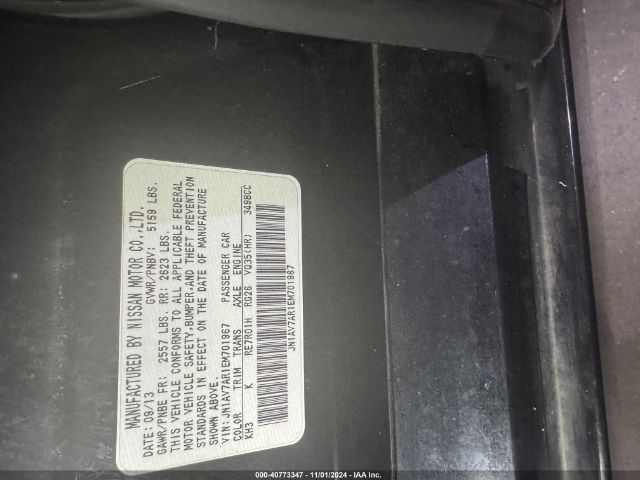 MANUFACTURED BY NISSAN MOTOR CO.,LTD.
DATE: 09/13 GVWR/PNBV: 5159 LBS.
GAWR/PNBE FR: 2557 LBS. RR: 2623 LBS.
THIS VEHICLE CONFORMS TO ALL APPLICABLE FEDERAL
MOTOR VEHICLE SAFETY,BUMPER,AND THEFT PREVENTION
STANDARDS IN EFFECT ON THE DATE OF MANUFACTURE
SHOWN ABOVE.
VIN: JN1AV7AR1EM701967 PASSENGER CAR
COLOR TRIM TRANS AXLE ENGINE
KH3 K RE7R01H RG26 VQ35(HR) 3498CC
JN1AV7AR1EM701967
000-40773347 - 11/01/2024 - IAA Inc.